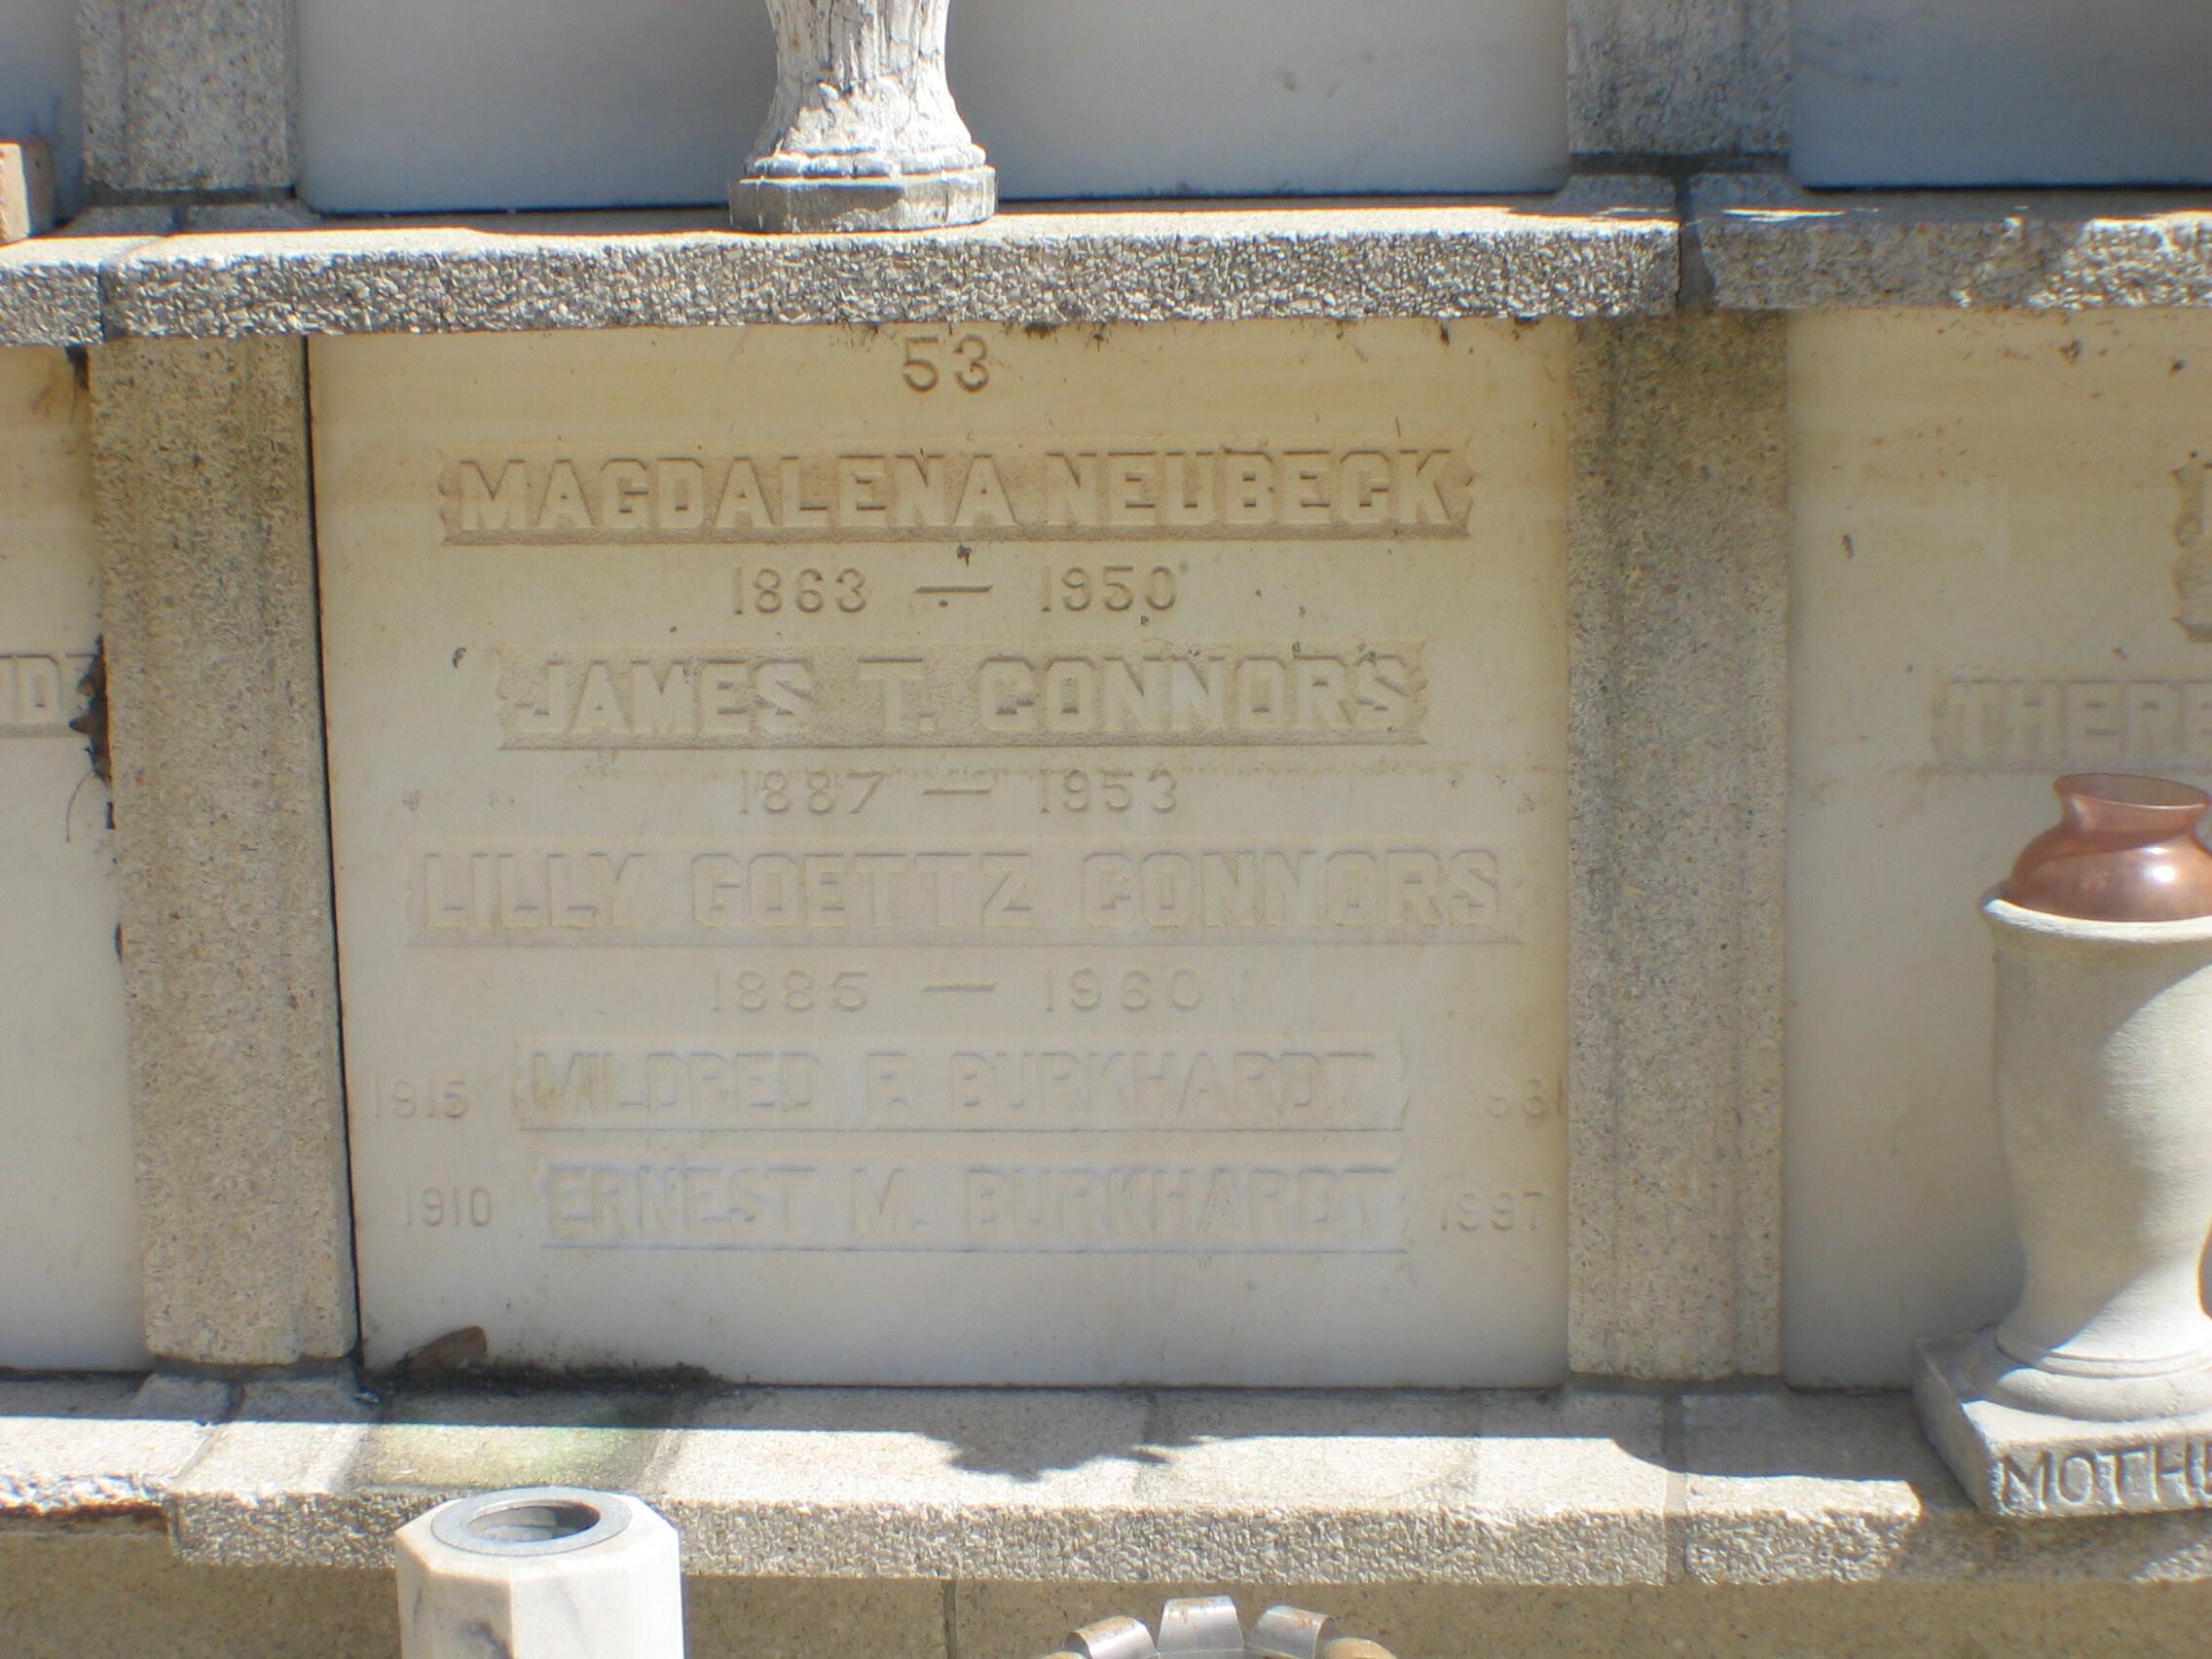 53
MAGDALENA NEUBECK
1863 — 1950
JAMES T. CONNORS
1887 — 1953
LILLY GOETTZ CONNORS
1885 — 1960
1915 MILDRED F. BURKHARDT
1910 ERNEST M. BURKHARDT 1997